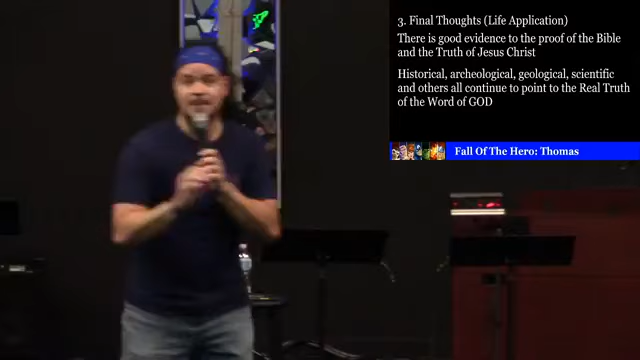 3. Final Thoughts (Life Application)
There is good evidence to the proof of the Bible
and the Truth of Jesus Christ
Historical, archeological, geological, scientific
and others all continue to point to the Real Truth
of the Word of GOD
Fall Of The Hero: Thomas